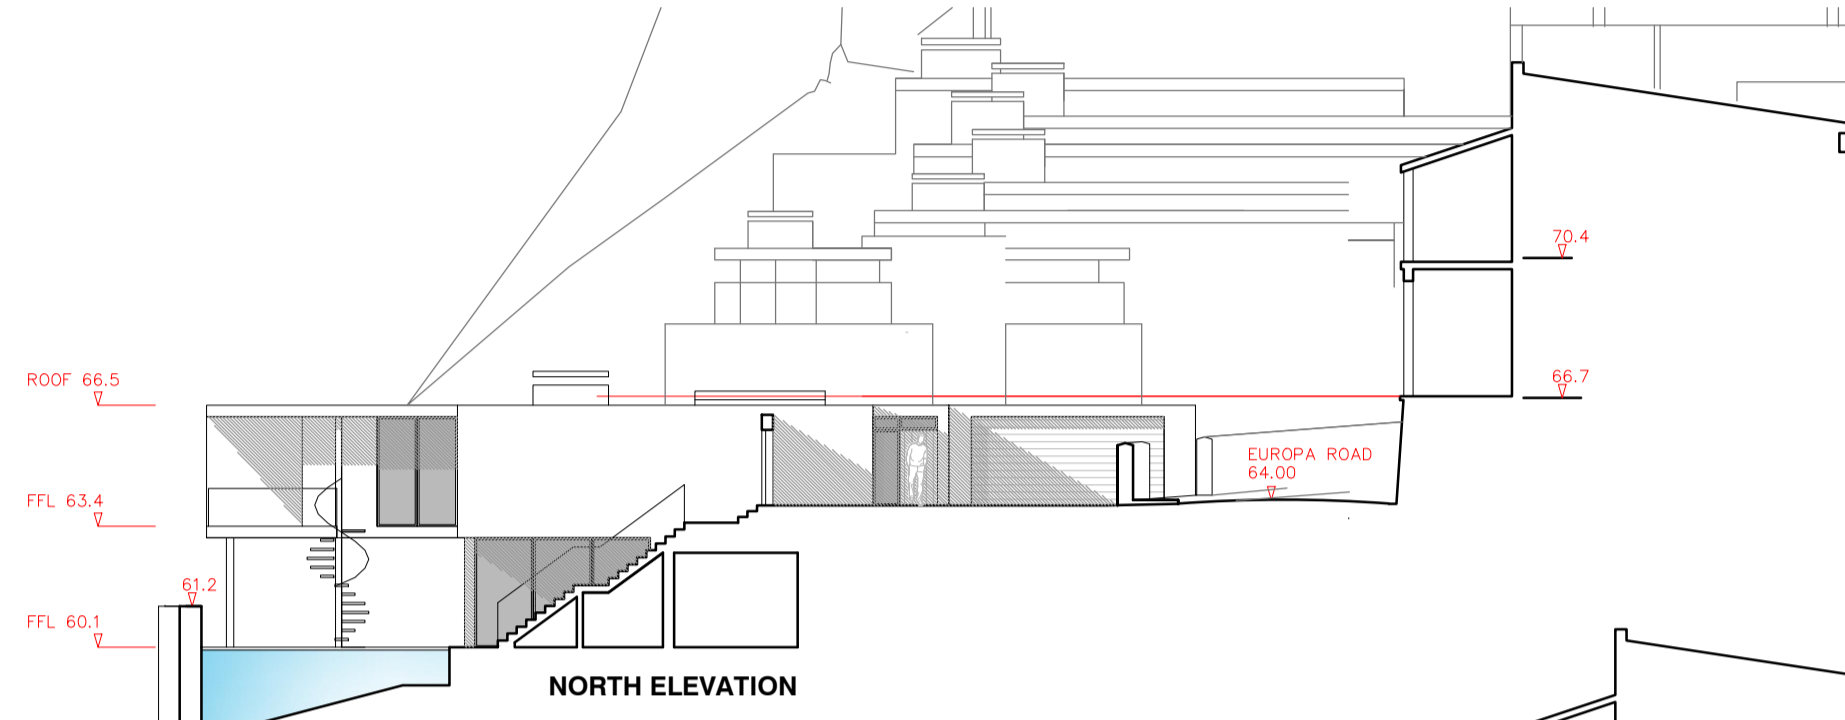 70.4
ROOF 66.5
66.7
EUROPA ROAD
64.00
FFL 63.4
61.2
FFL 60.1
NORTH ELEVATION